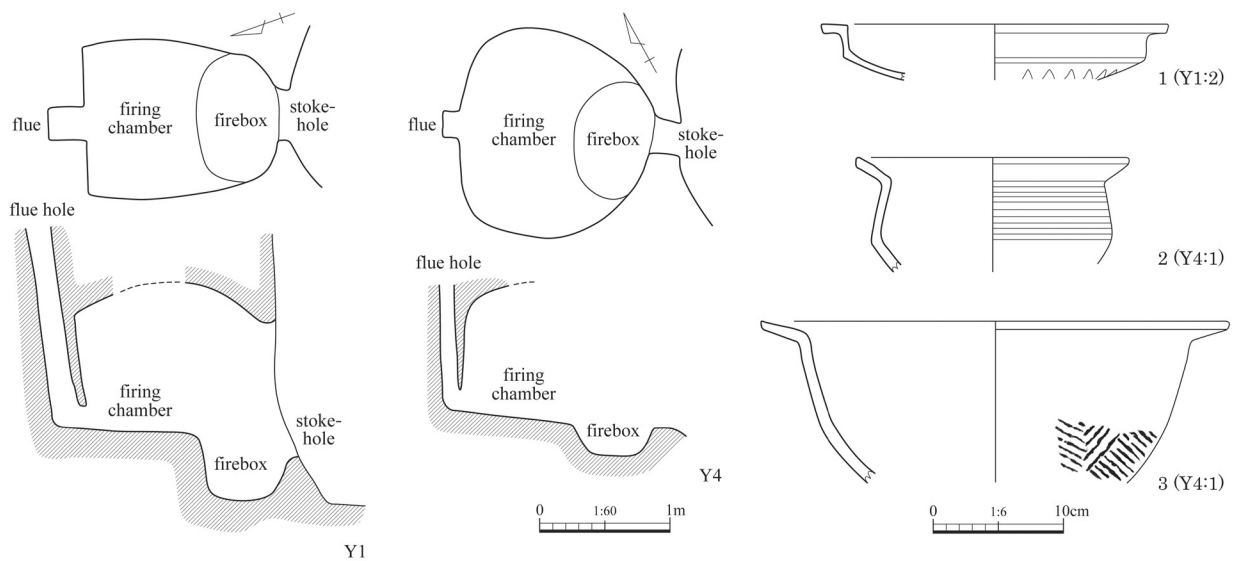 flue
firing
chamber
firebox
stoke-
hole
flue hole
firing
chamber
firebox
stoke-
hole
Y1
flue
firing
chamber
firebox
stoke-
hole
flue hole
firing
chamber
firebox
Y4
0
1:60
1m
1 (Y1:2)
2 (Y4:1)
3 (Y4:1)
0
1:6
10cm